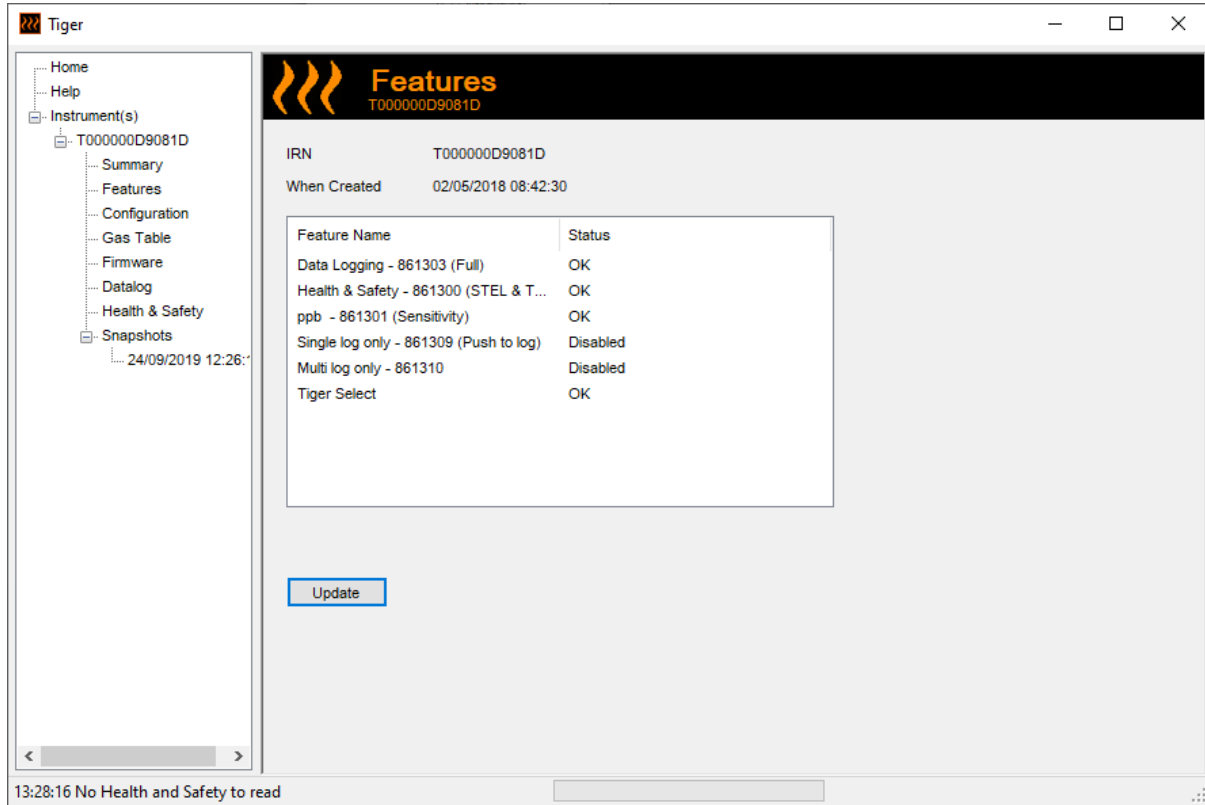 Tiger
Home
Help
Instrument(s)
T000000D9081D
Summary
Features
Configuration
Gas Table
Firmware
Datalog
Health & Safety
Snapshots
24/09/2019 12:26:
Features
T000000D9081D
IRN T000000D9081D
When Created 02/05/2018 08:42:30
Feature Name Status
Data Logging - 861303 (Full) OK
Health & Safety - 861300 (STEL & T... OK
ppb - 861301 (Sensitivity) OK
Single log only - 861309 (Push to log) Disabled
Multi log only - 861310 Disabled
Tiger Select OK
Update
13:28:16 No Health and Safety to read